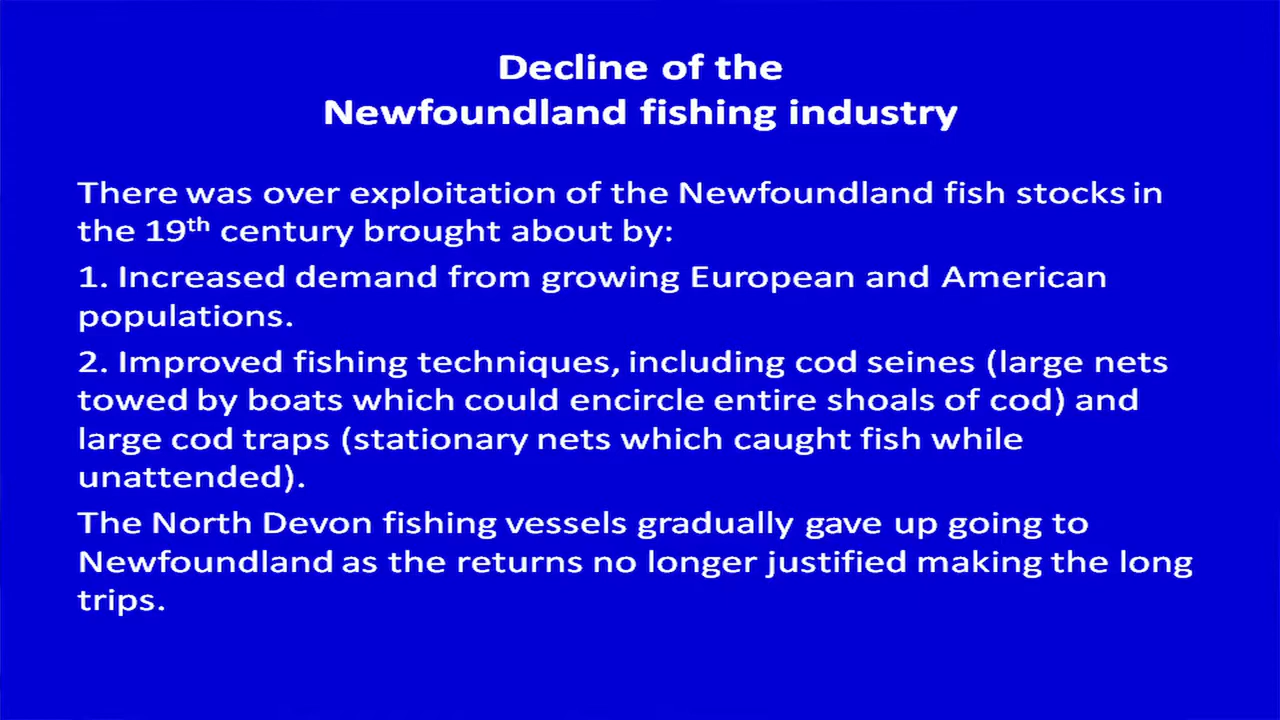 Decline of the
Newfoundland fishing industry
There was over exploitation of the Newfoundland fish stocks in
the 19th century brought about by:
1. Increased demand from growing European and American
populations.
2. Improved fishing techniques, including cod seines (large nets
towed by boats which could encircle entire shoals of cod) and
large cod traps (stationary nets which caught fish while
unattended).
The North Devon fishing vessels gradually gave up going to
Newfoundland as the returns no longer justified making the long
trips.